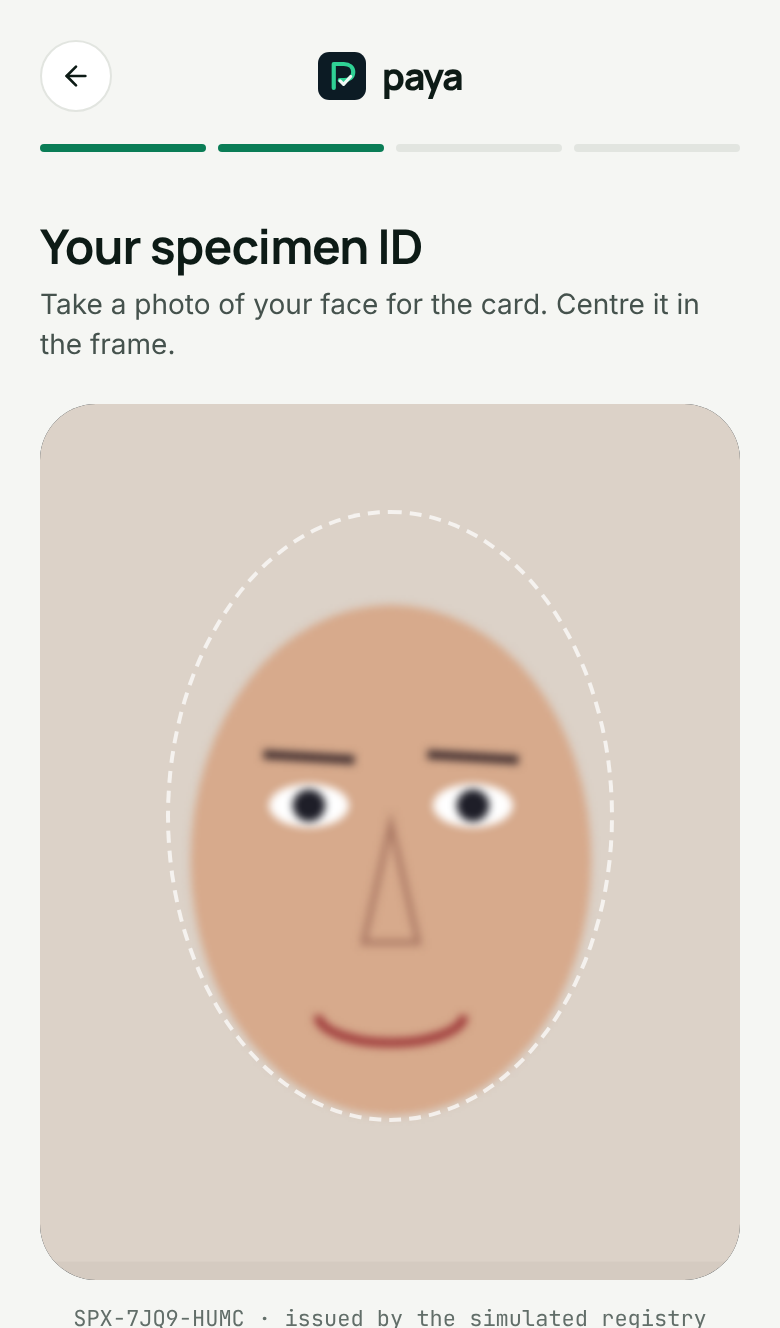 paya
Your specimen ID
Take a photo of your face for the card. Centre it in
the frame.
SPX-7JQ9-HUMC · issued by the simulated registry